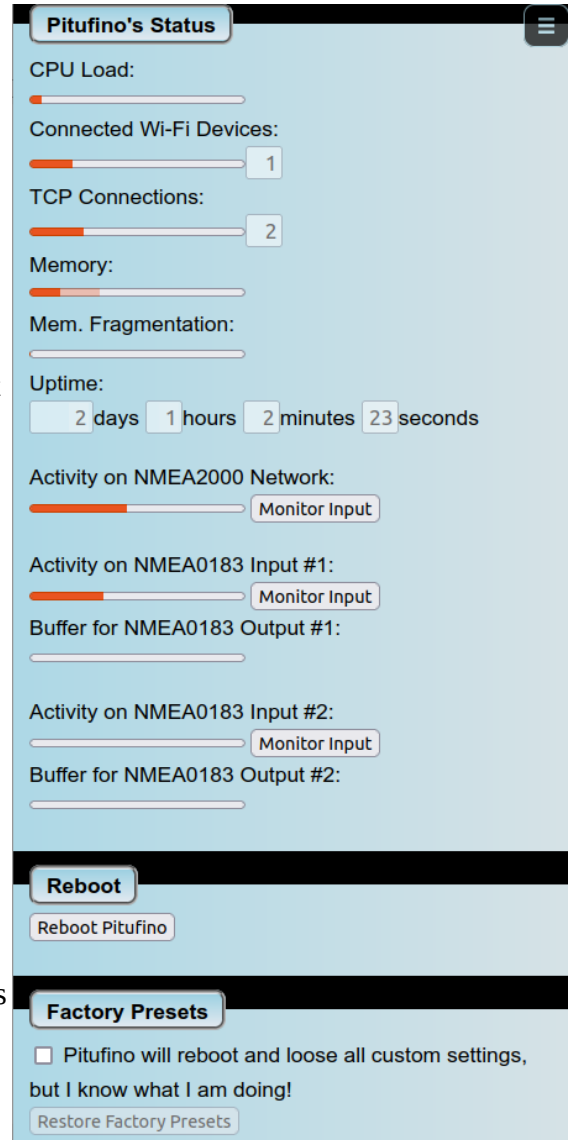 Pitufino's Status
☰
CPU Load:
Connected Wi-Fi Devices:
1
TCP Connections:
2
Memory:
Mem. Fragmentation:
Uptime:
2 days 1 hours 2 minutes 23 seconds
Activity on NMEA2000 Network:
Monitor Input
Activity on NMEA0183 Input #1:
Monitor Input
Buffer for NMEA0183 Output #1:
Activity on NMEA0183 Input #2:
Monitor Input
Buffer for NMEA0183 Output #2:
Reboot
Reboot Pitufino
s
Factory Presets
Pitufino will reboot and loose all custom settings,
but I know what I am doing!
Restore Factory Presets